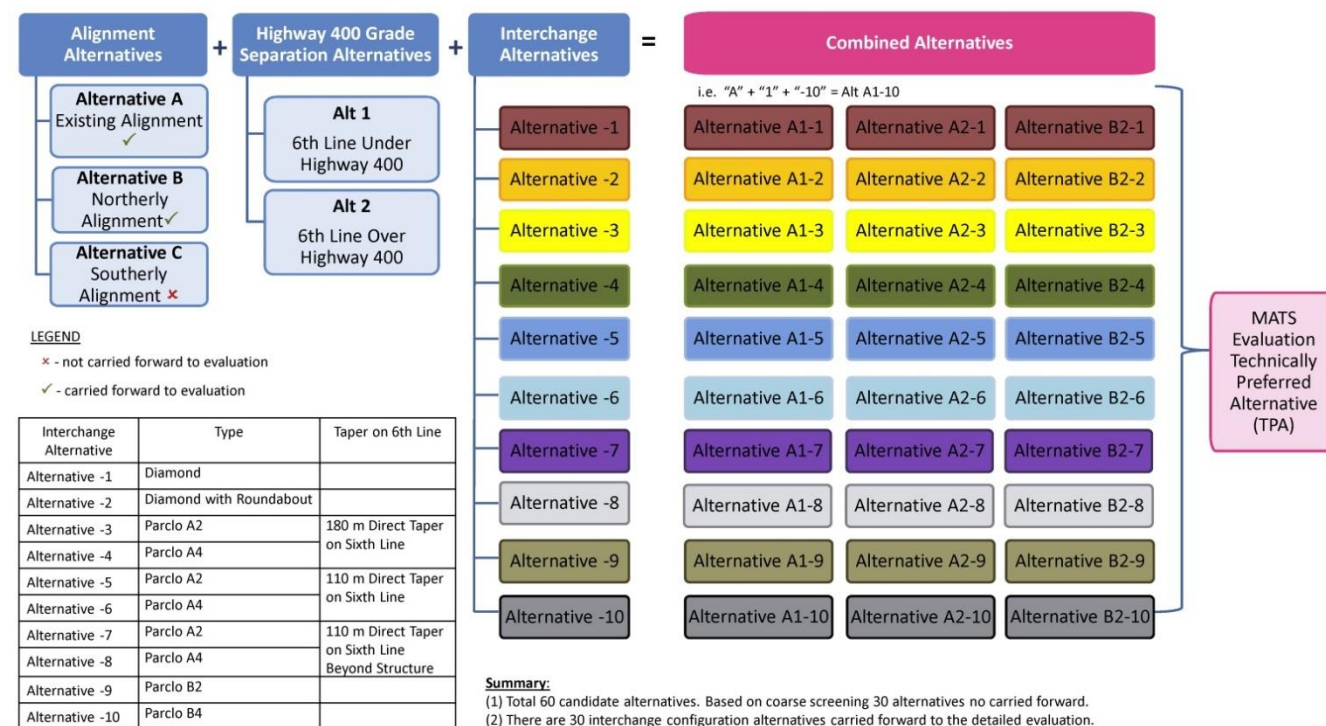 Alignment
Alternatives
+
Highway 400 Grade
Separation Alternatives
+
Interchange
Alternatives
=
Combined Alternatives
Alternative A
Existing Alignment
✓
Alternative B
Northerly
Alignment✓
Alternative C
Southerly
Alignment ×
Alt 1
6th Line Under
Highway 400
Alt 2
6th Line Over
Highway 400
i.e. "A" + "1" + "-10" = Alt A1-10
Alternative -1 Alternative A1-1 Alternative A2-1 Alternative B2-1
Alternative -2 Alternative A1-2 Alternative A2-2 Alternative B2-2
Alternative -3 Alternative A1-3 Alternative A2-3 Alternative B2-3
Alternative -4 Alternative A1-4 Alternative A2-4 Alternative B2-4
Alternative -5 Alternative A1-5 Alternative A2-5 Alternative B2-5
Alternative -6 Alternative A1-6 Alternative A2-6 Alternative B2-6
Alternative -7 Alternative A1-7 Alternative A2-7 Alternative B2-7
Alternative -8 Alternative A1-8 Alternative A2-8 Alternative B2-8
Alternative -9 Alternative A1-9 Alternative A2-9 Alternative B2-9
Alternative -10 Alternative A1-10 Alternative A2-10 Alternative B2-10
MATS
Evaluation
Technically
Preferred
Alternative
(TPA)
LEGEND
× - not carried forward to evaluation
✓ - carried forward to evaluation
Interchange
Alternative
Type
Taper on 6th Line
Alternative -1 Diamond
Alternative -2 Diamond with Roundabout
Alternative -3 Parclo A2
Alternative -4 Parclo A4
180 m Direct Taper
on Sixth Line
Alternative -5 Parclo A2
Alternative -6 Parclo A4
110 m Direct Taper
on Sixth Line
Alternative -7 Parclo A2
Alternative -8 Parclo A4
110 m Direct Taper
on Sixth Line
Beyond Structure
Alternative -9 Parclo B2
Alternative -10 Parclo B4
Summary:
(1) Total 60 candidate alternatives. Based on coarse screening 30 alternatives no carried forward.
(2) There are 30 interchange configuration alternatives carried forward to the detailed evaluation.